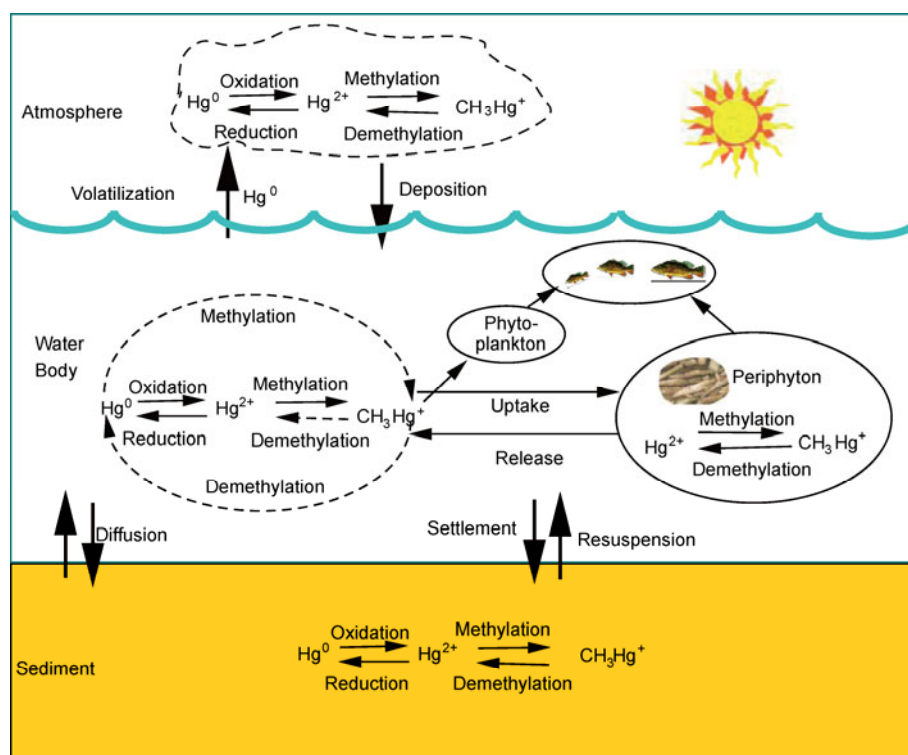 Oxidation Methylation
Hg⁰ Hg²⁺ CH₃Hg⁺
Atmosphere
Reduction Demethylation
Volatilization Hg⁰ Deposition
Methylation
Phyto-
plankton
Water
Body
Periphyton
Oxidation Methylation
Hg⁰ Hg²⁺ CH₃Hg⁺
Uptake
Reduction Demethylation
Methylation
Hg²⁺ CH₃Hg⁺
Demethylation
Release
Demethylation
Diffusion Settlement Resuspension
Oxidation Methylation
Hg⁰ Hg²⁺ CH₃Hg⁺
Sediment
Reduction Demethylation